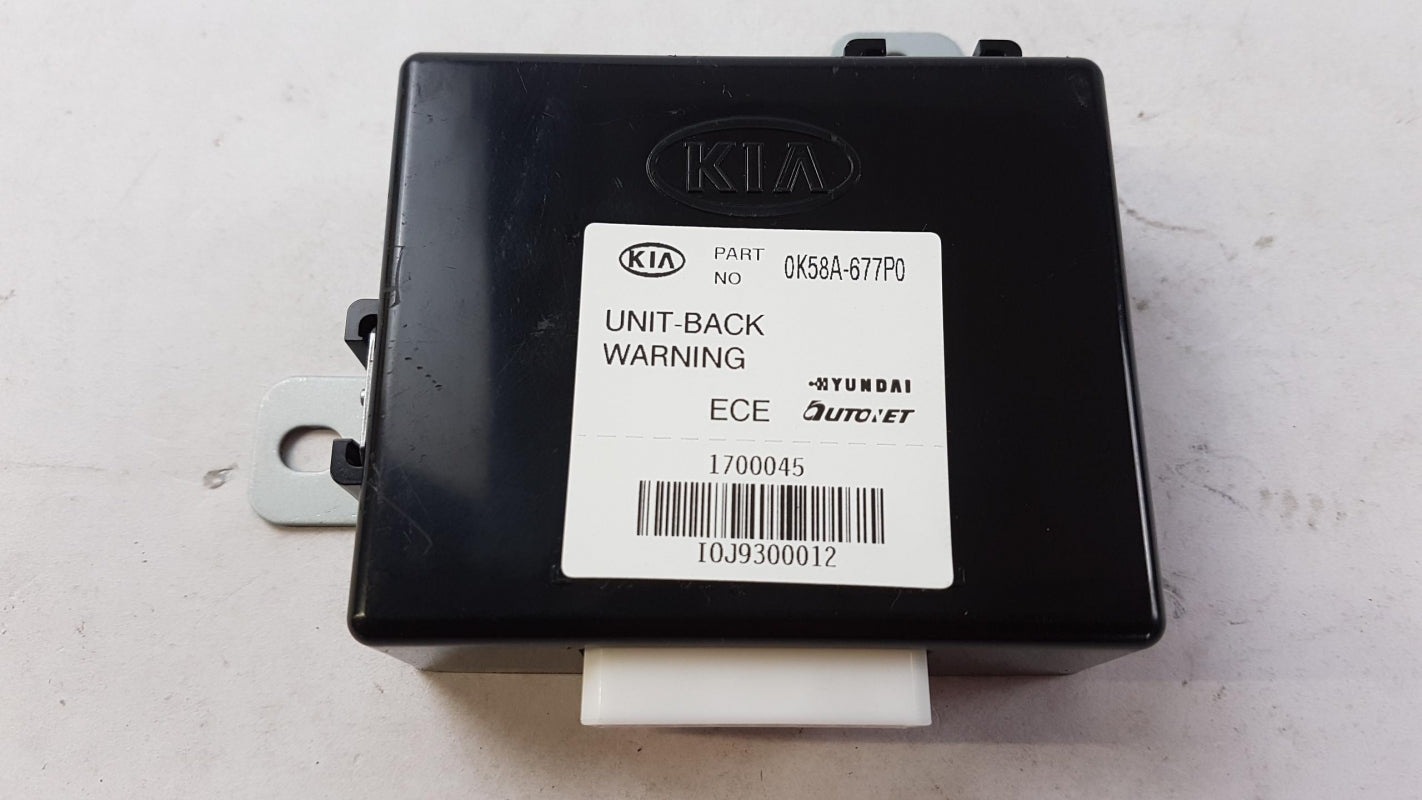 KIA
KIA PART NO 0K58A-677P0
UNIT-BACK
WARNING
HYUNDAI
ECE AUTONET
1700045
I0J9300012